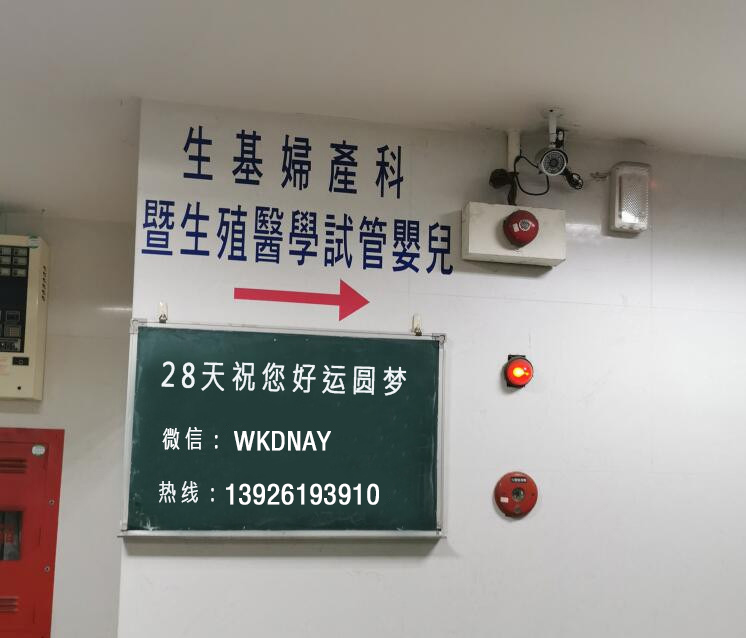 生基婦產科
暨生殖醫學試管嬰兒
28天祝您好运圆梦
微信：WKDNAY
热线：13926193910